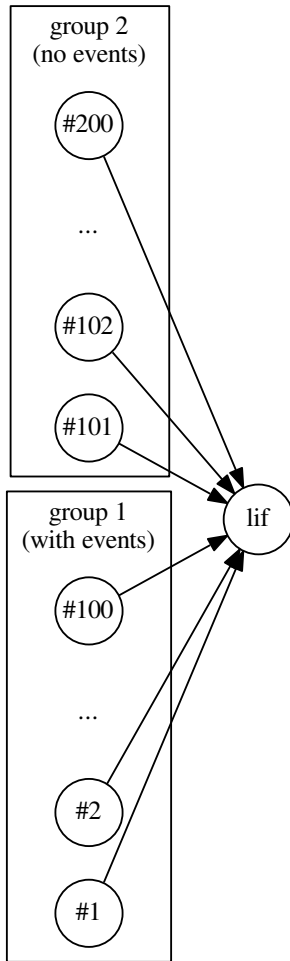 group 2
(no events)
#200
...
#102
#101
lif
group 1
(with events)
#100
...
#2
#1